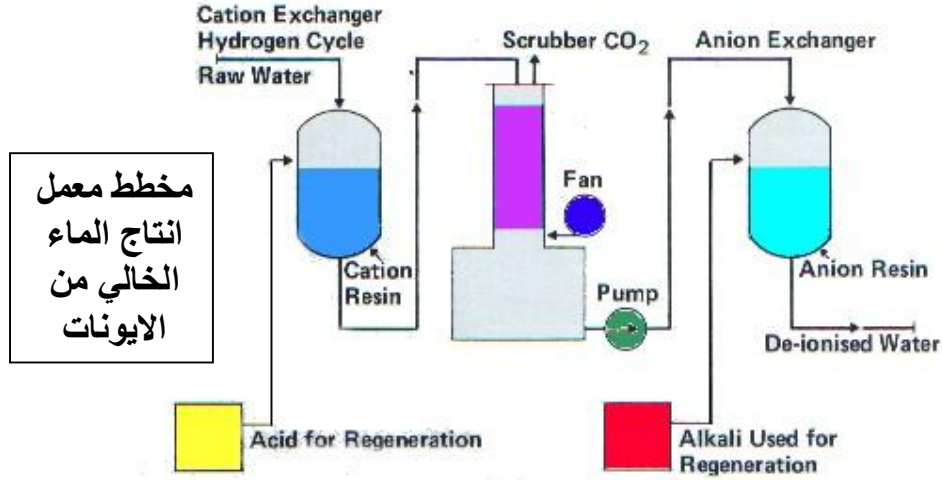 Cation Exchanger
Hydrogen Cycle
Raw Water
Scrubber CO2
Anion Exchanger
مخطط معمل
انتاج الماء
الخالي من
الايونات
Fan
Cation
Resin
Pump
Anion Resin
De-ionised Water
Acid for Regeneration
Alkali Used for
Regeneration